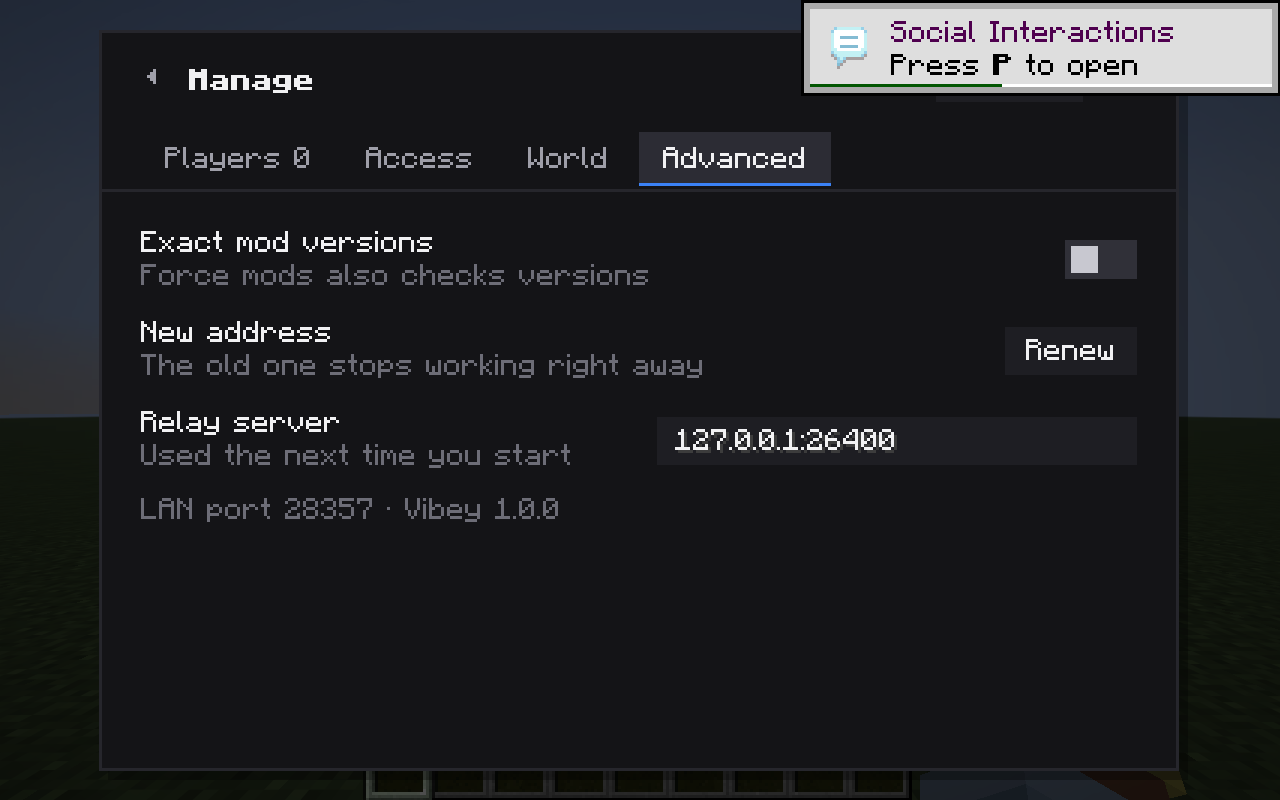 Social Interactions
Press P to open
Manage
Players 0 Access World Advanced
Exact mod versions
Force mods also checks versions
New address
The old one stops working right away
Renew
Relay server
Used the next time you start
127.0.0.1:26400
LAN port 28357 · Vibey 1.0.0